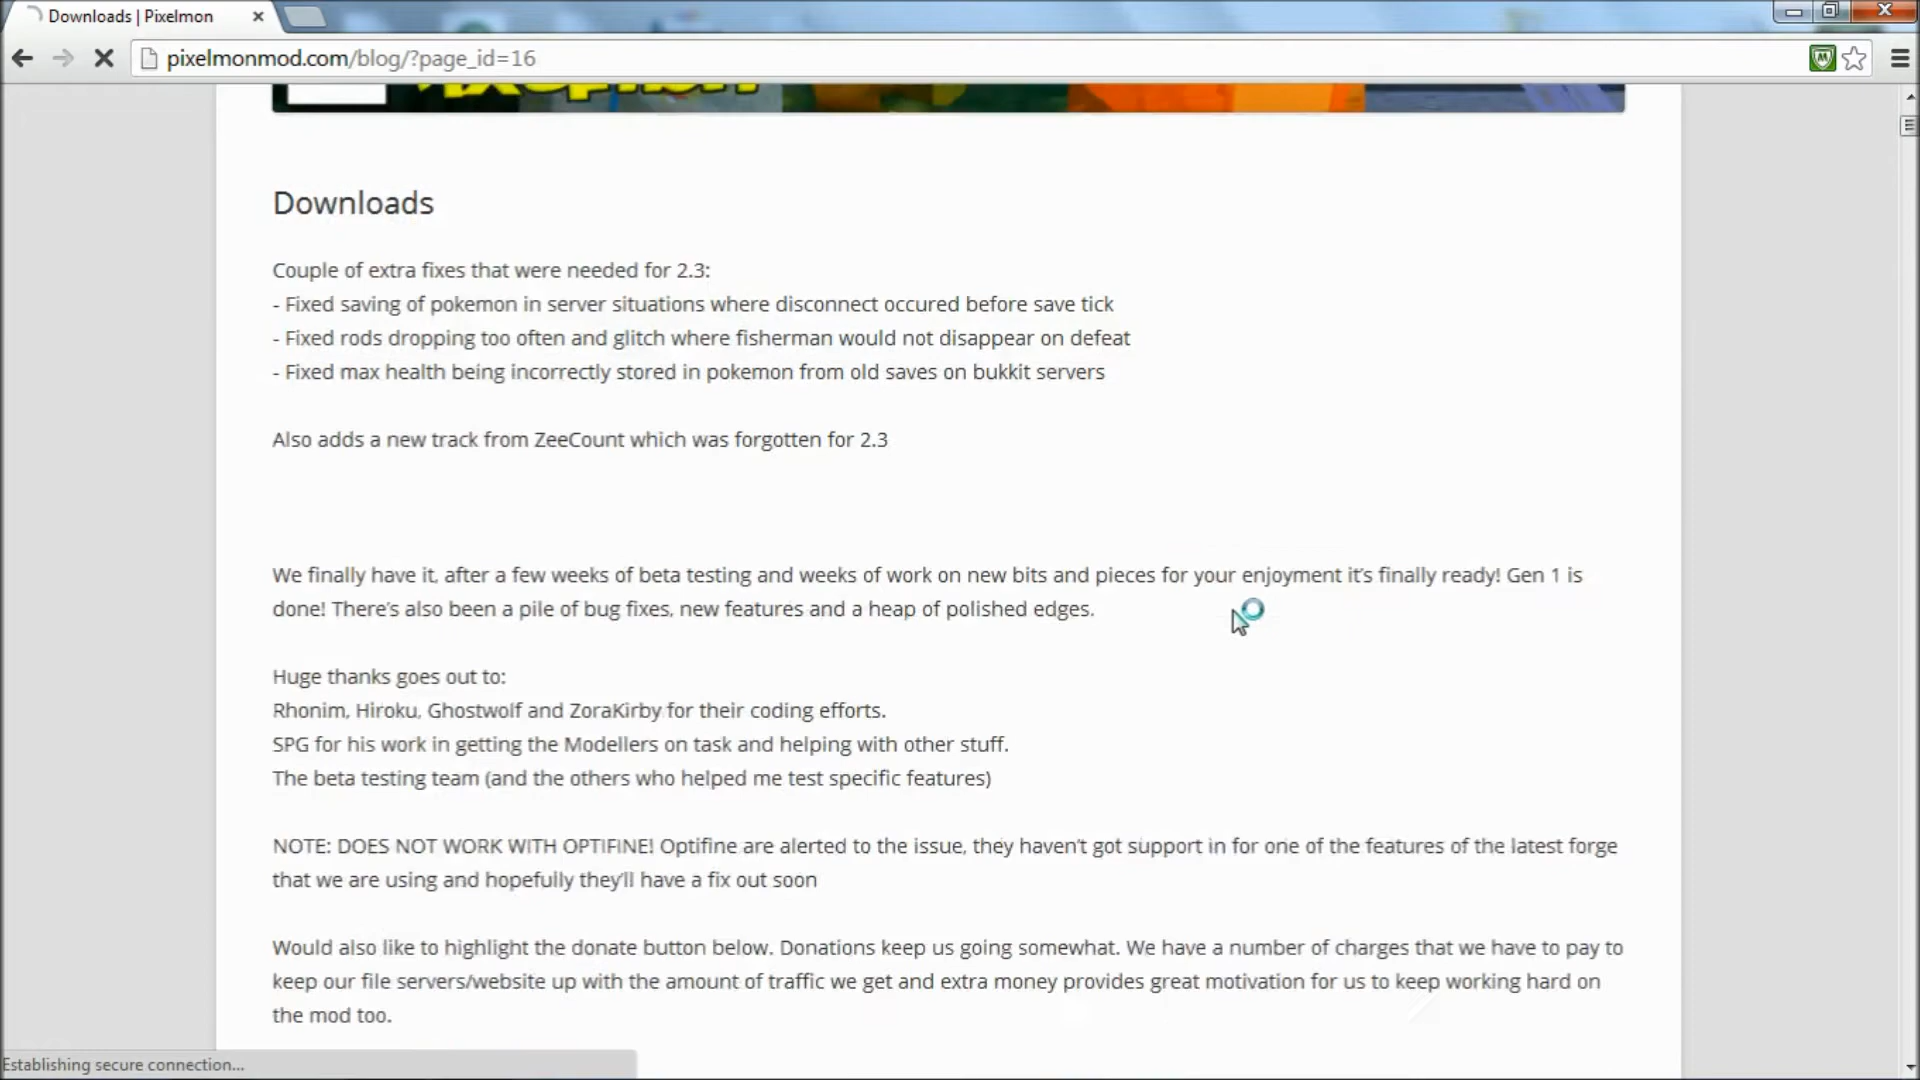 Downloads | Pixelmon
pixelmonmod.com/blog/?page_id=16
Downloads
Couple of extra fixes that were needed for 2.3:
- Fixed saving of pokemon in server situations where disconnect occured before save tick
- Fixed rods dropping too often and glitch where fisherman would not disappear on defeat
- Fixed max health being incorrectly stored in pokemon from old saves on bukkit servers
Also adds a new track from ZeeCount which was forgotten for 2.3
We finally have it, after a few weeks of beta testing and weeks of work on new bits and pieces for your enjoyment it's finally ready! Gen 1 is
done! There's also been a pile of bug fixes, new features and a heap of polished edges.
Huge thanks goes out to:
Rhonim, Hiroku, Ghostwolf and ZoraKirby for their coding efforts.
SPG for his work in getting the Modellers on task and helping with other stuff.
The beta testing team (and the others who helped me test specific features)
NOTE: DOES NOT WORK WITH OPTIFINE! Optifine are alerted to the issue, they haven't got support in for one of the features of the latest forge
that we are using and hopefully they'll have a fix out soon
Would also like to highlight the donate button below. Donations keep us going somewhat. We have a number of charges that we have to pay to
keep our file servers/website up with the amount of traffic we get and extra money provides great motivation for us to keep working hard on
the mod too.
Establishing secure connection...